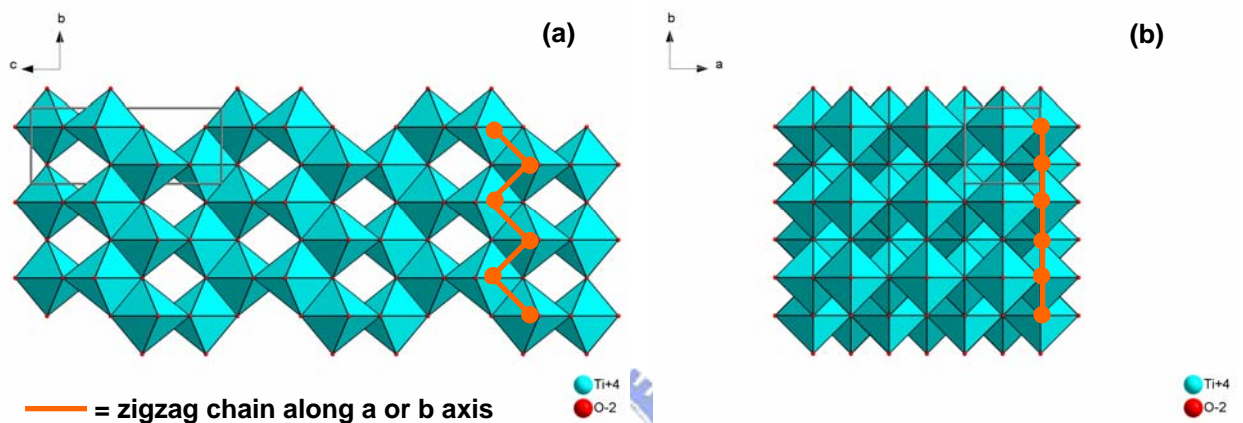 b
c
(a)
b
a
(b)
Ti+4
O-2
= zigzag chain along a or b axis
Ti+4
O-2